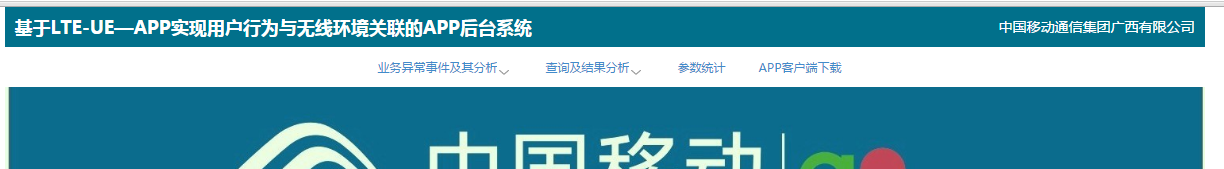 基于LTE-UE—APP实现用户行为与无线环境关联的APP后台系统 中国移动通信集团广西有限公司
业务异常事件及其分析 查询及结果分析 参数统计 APP客户端下载
中国移动